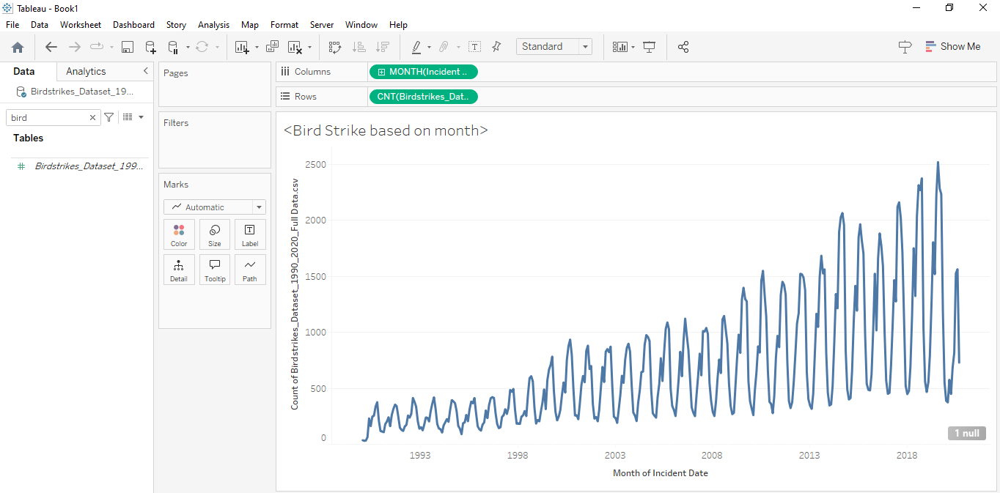 Tableau - Book1
File Data Worksheet Dashboard Story Analysis Map Format Server Window Help
Standard
Show Me
Data Analytics
Birdstrikes_Dataset_19...
bird
Tables
Birdstrikes_Dataset_199...
Pages
Filters
Marks
Automatic
Color Size Label
Detail Tooltip Path
Columns MONTH(Incident ..
Rows CNT(Birdstrikes_Dat..
<Bird Strike based on month>
Count of Birdstrikes_Dataset_1990_2020_Full Data.csv
2500
2000
1500
1000
500
0
1993 1998 2003 2008 2013 2018
Month of Incident Date
1 null